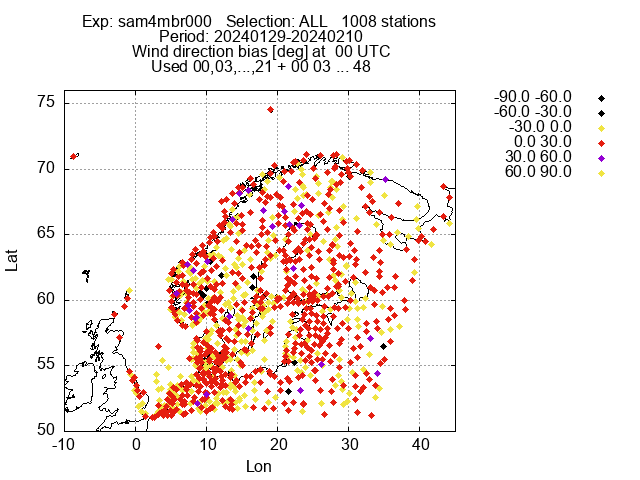 Exp: sam4mbr000   Selection: ALL   1008 stations
Period: 20240129-20240210
Wind direction bias [deg] at  00 UTC
Used 00,03,...,21 + 00 03 ... 48
-90.0 -60.0
-60.0 -30.0
-30.0 0.0
0.0 30.0
30.0 60.0
60.0 90.0
75
70
65
60
55
50
Lat
-10 0 10 20 30 40
Lon